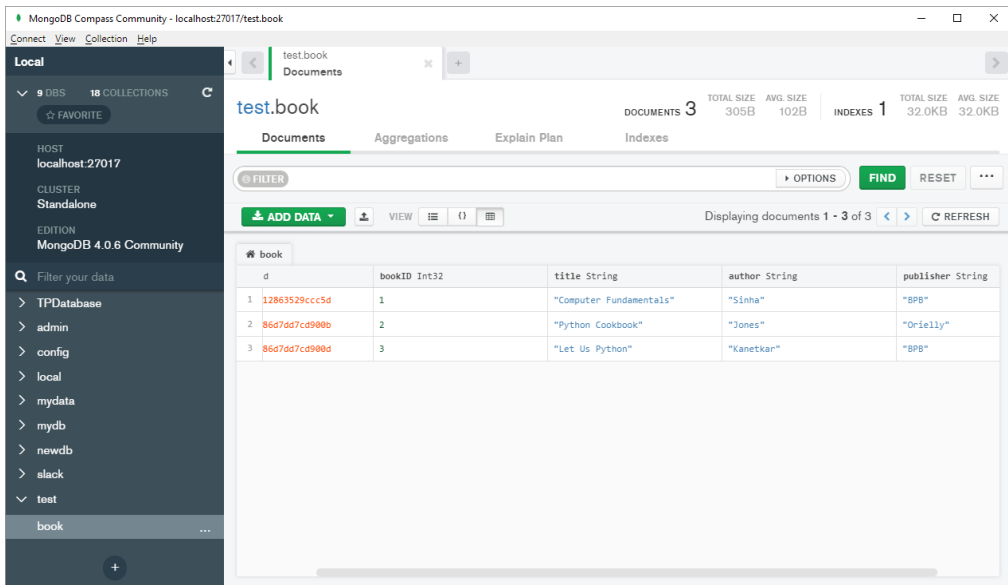 MongoDB Compass Community - localhost:27017/test.book
Connect View Collection Help
Local
9 DBS 18 COLLECTIONS
FAVORITE
HOST
localhost:27017
CLUSTER
Standalone
EDITION
MongoDB 4.0.6 Community
Filter your data
TPDatabase
admin
config
local
mydata
mydb
newdb
slack
test
book ...
+
test.book
Documents
+
test.book
DOCUMENTS 3 TOTAL SIZE 305B AVG. SIZE 102B INDEXES 1 TOTAL SIZE 32.0KB AVG. SIZE 32.0KB
Documents Aggregations Explain Plan Indexes
FILTER OPTIONS FIND RESET ...
ADD DATA VIEW {} Displaying documents 1 - 3 of 3 < > REFRESH
book
d bookID Int32 title String author String publisher String
1 12863529ccc5d 1 "Computer Fundamentals" "Sinha" "BPB"
2 86d7dd7cd900b 2 "Python Cookbook" "Jones" "Orielly"
3 86d7dd7cd900d 3 "Let Us Python" "Kanetkar" "BPB"